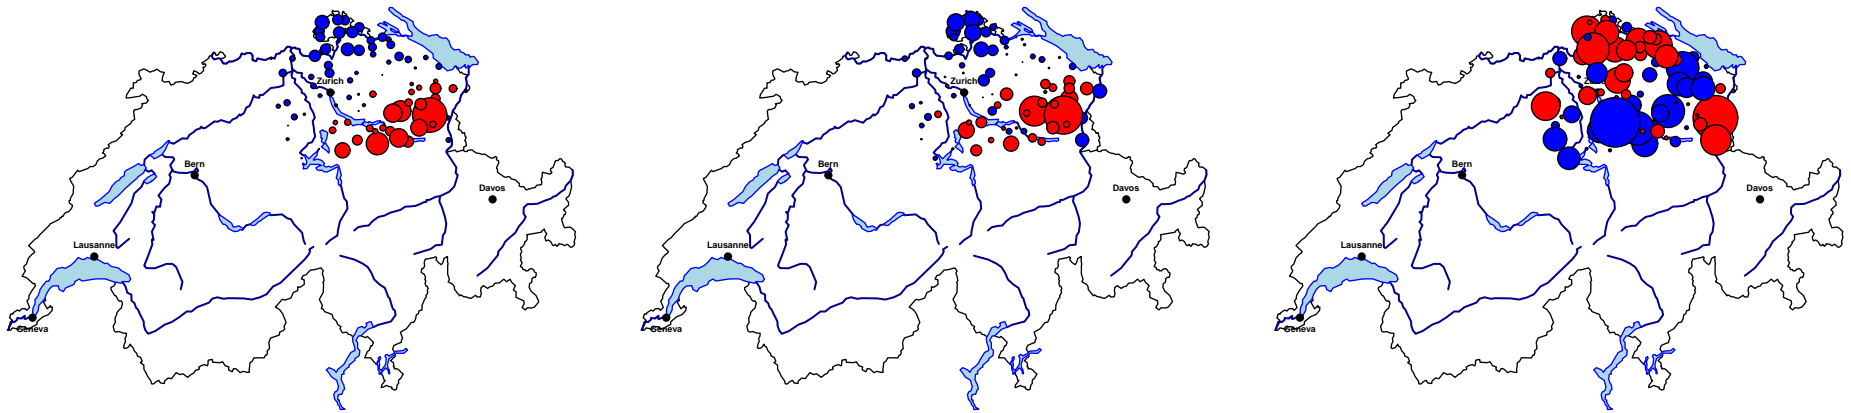 Zurich
Bern
Davos
Lausanne
Geneva
Zurich
Bern
Davos
Lausanne
Geneva
Bern
Davos
Lausanne
Geneva